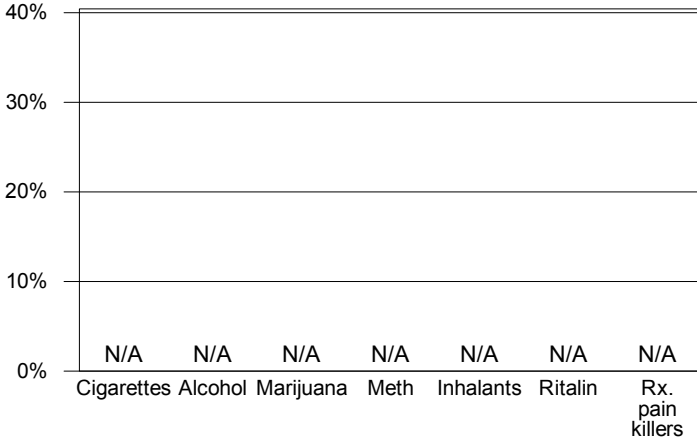 40%
30%
20%
10%
0%
N/A N/A N/A N/A N/A N/A N/A
Cigarettes Alcohol Marijuana Meth Inhalants Ritalin Rx.
pain
killers